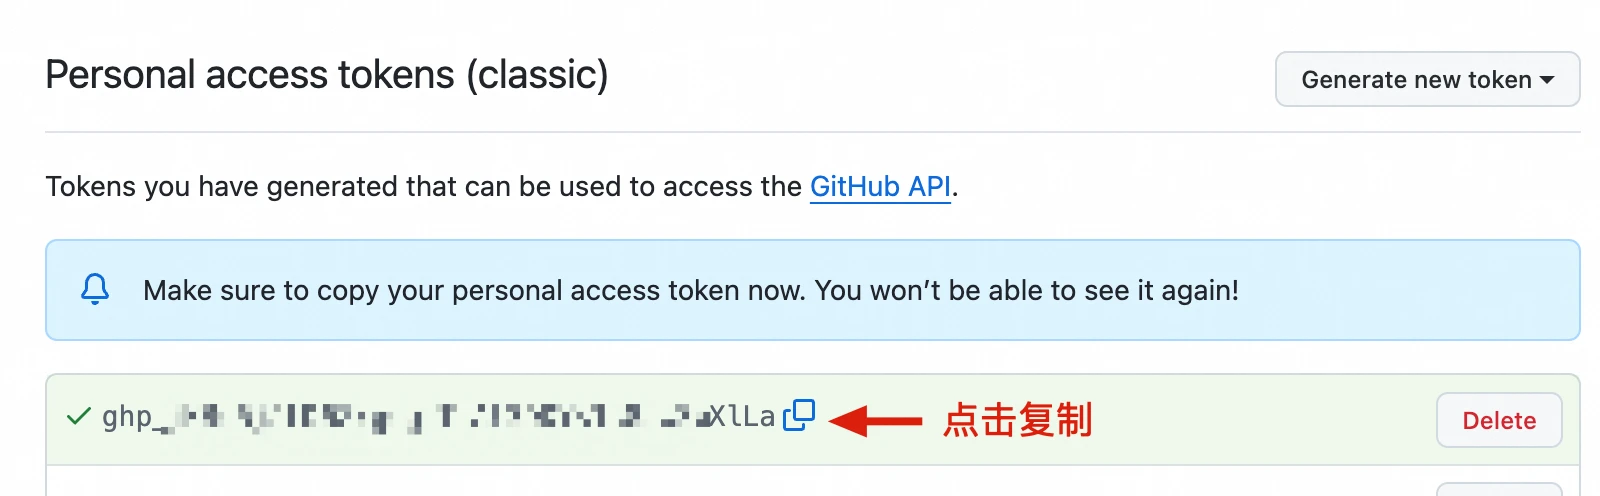 Personal access tokens (classic)
Generate new token
Tokens you have generated that can be used to access the GitHub API.
Make sure to copy your personal access token now. You won't be able to see it again!
ghp_ XlLa
点击复制
Delete